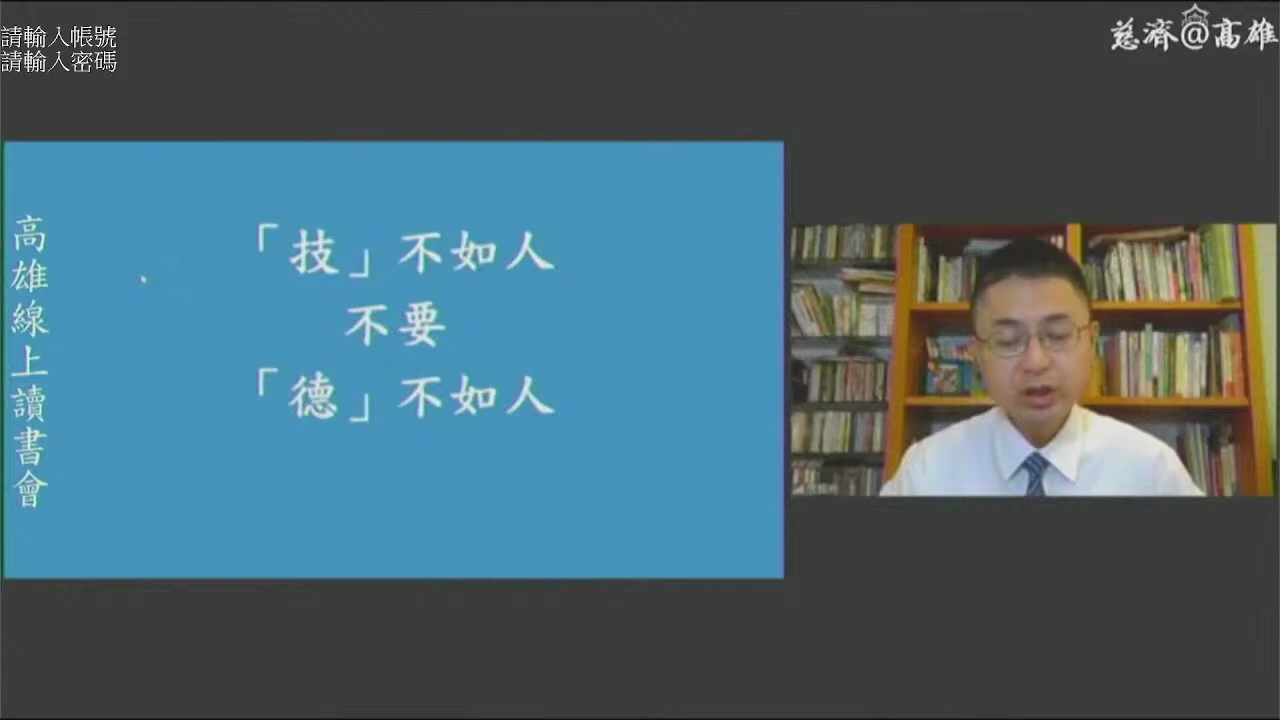 請輸入帳號
請輸入密碼
慈濟@高雄
高雄線上讀書會
「技」不如人
不要
「德」不如人